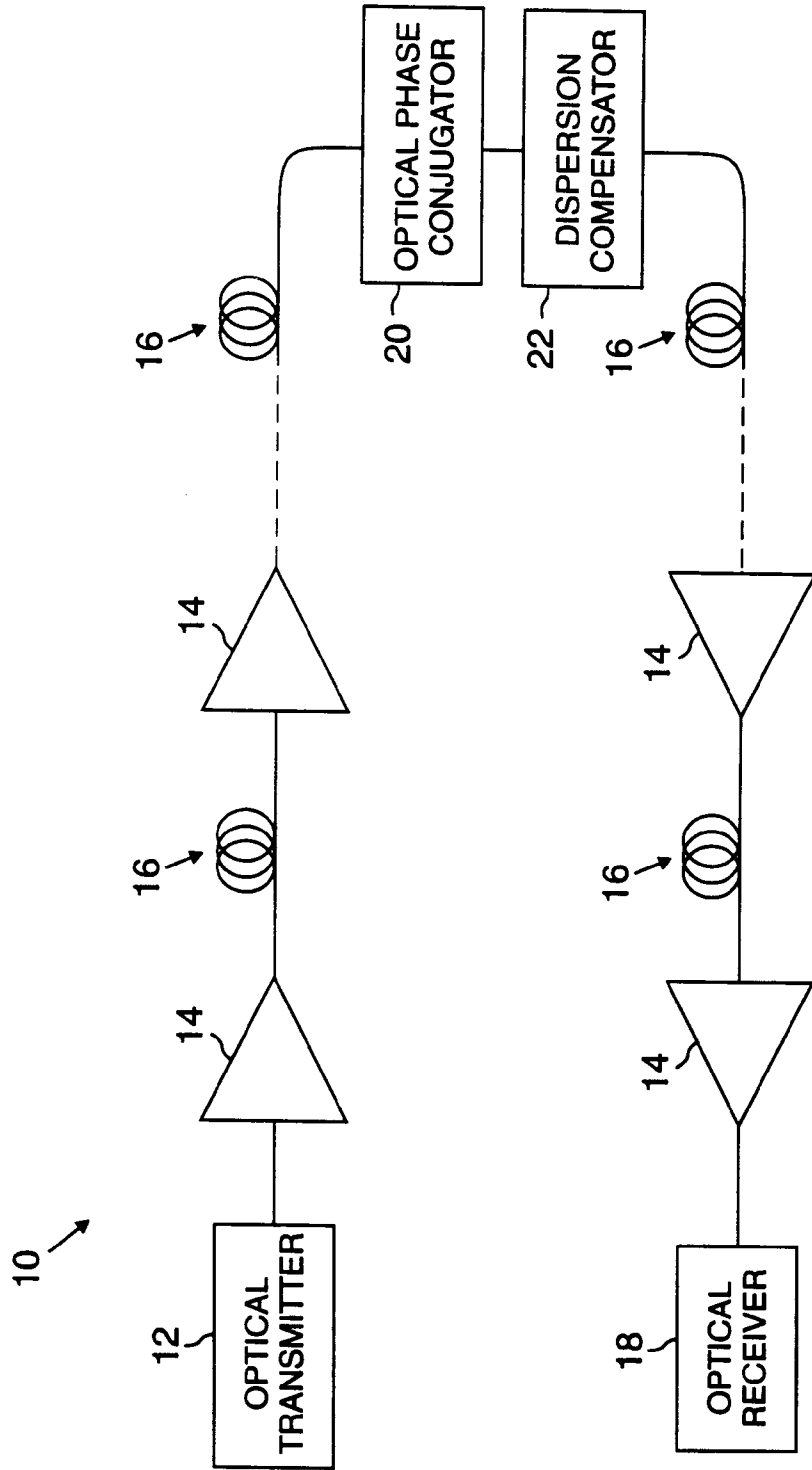 10
12
OPTICAL
TRANSMITTER
14
16
14
16
OPTICAL PHASE
CONJUGATOR
20
DISPERSION
COMPENSATOR
22
16
14
16
14
18
OPTICAL
RECEIVER